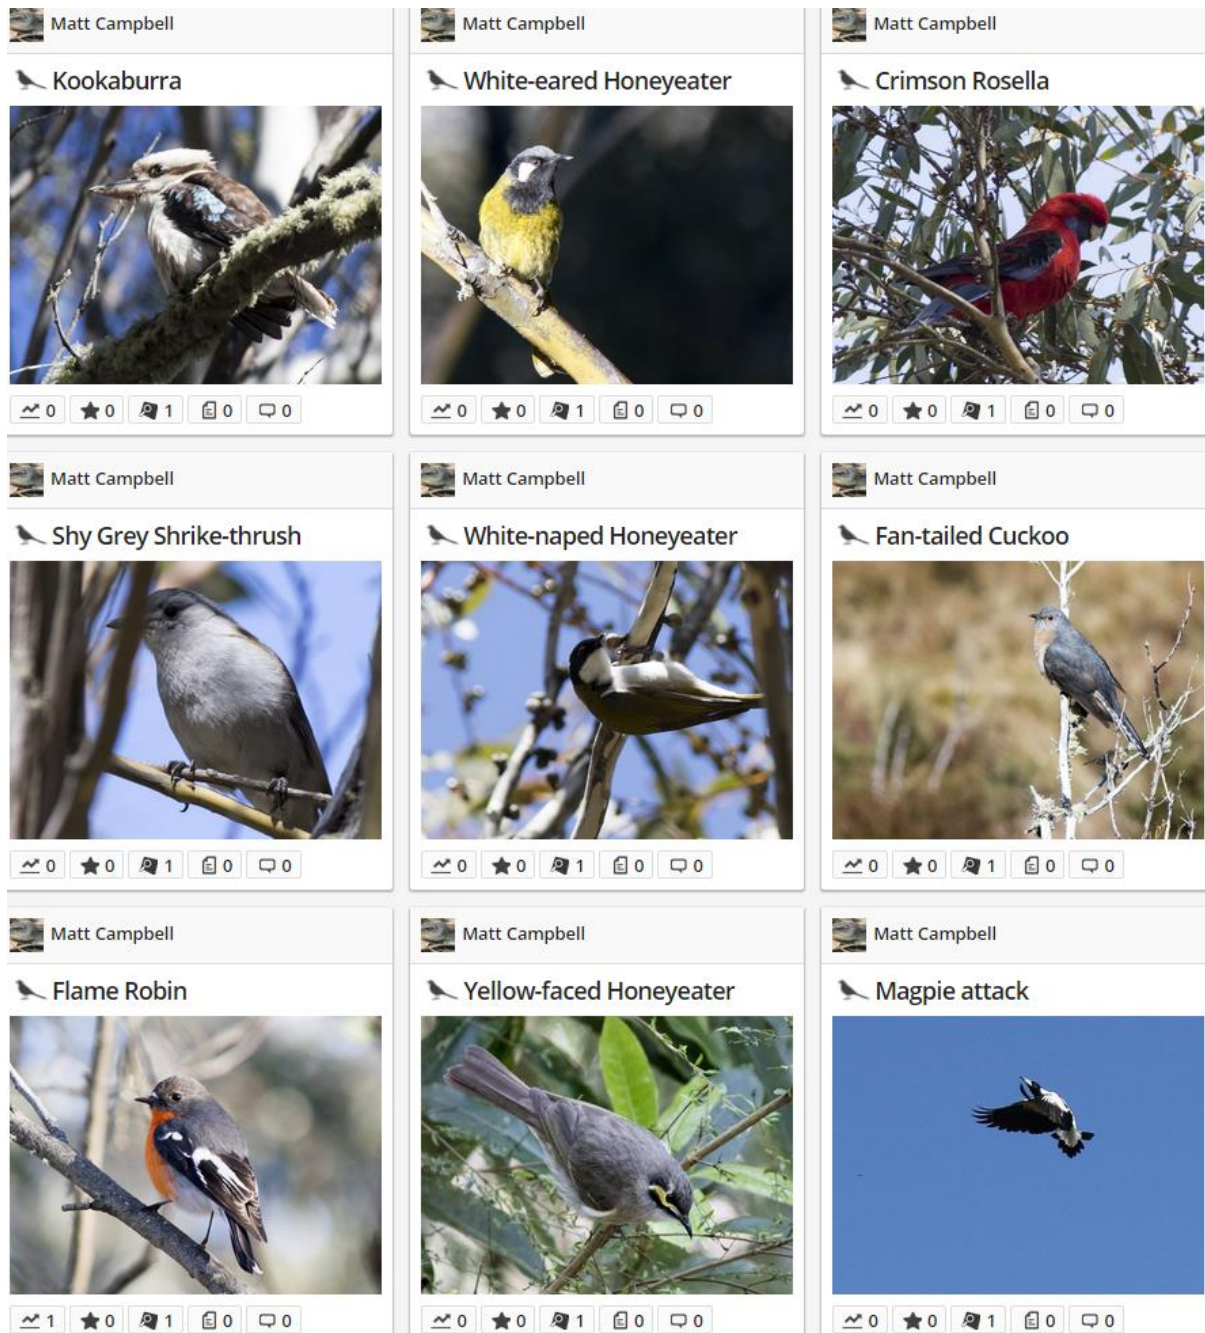 Matt Campbell
Matt Campbell
Matt Campbell
Kookaburra
White-eared Honeyeater
Crimson Rosella
0 0 1 0 0
0 0 1 0 0
0 0 1 0 0
Matt Campbell
Matt Campbell
Matt Campbell
Shy Grey Shrike-thrush
White-naped Honeyeater
Fan-tailed Cuckoo
0 0 1 0 0
0 0 1 0 0
0 0 1 0 0
Matt Campbell
Matt Campbell
Matt Campbell
Flame Robin
Yellow-faced Honeyeater
Magpie attack
1 0 1 0 0
0 0 1 0 0
0 0 1 0 0